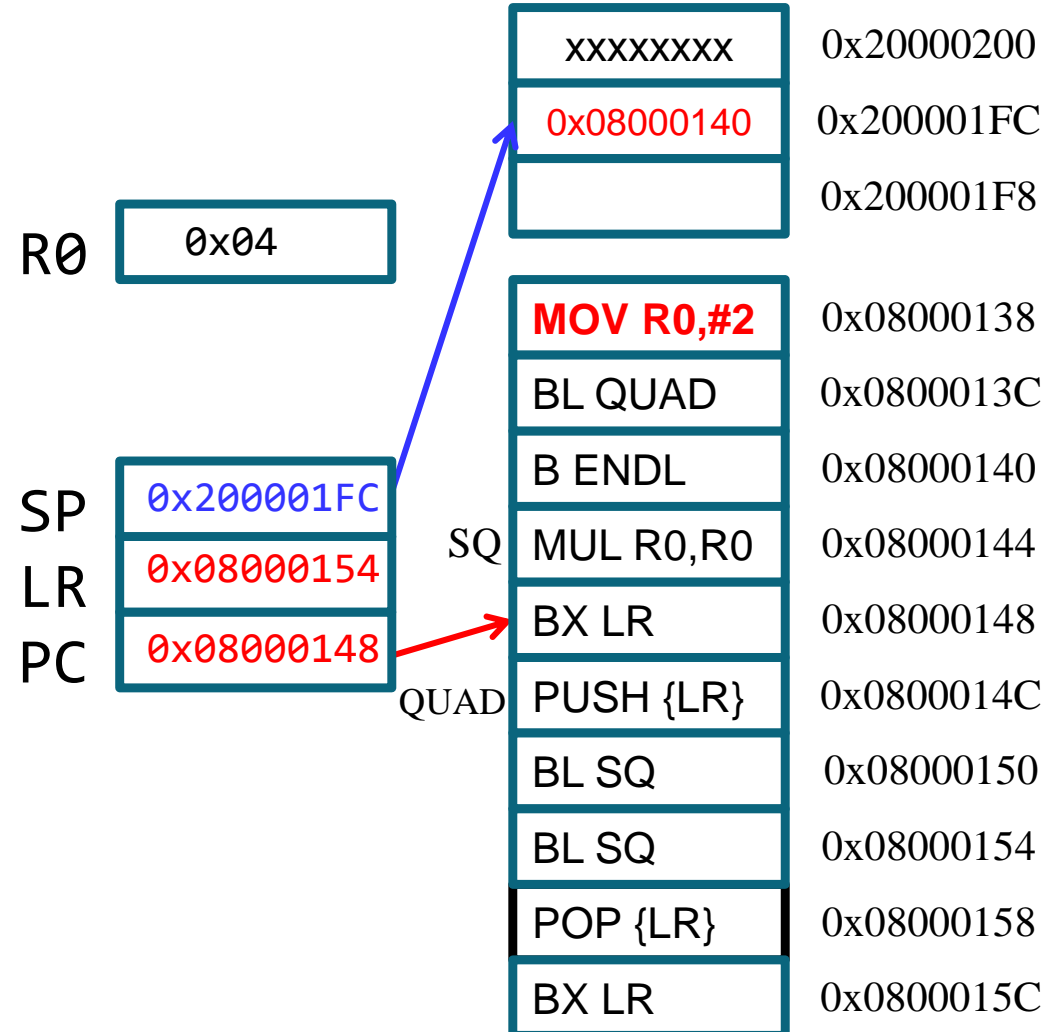 xxxxxxxx 0x20000200
0x08000140 0x200001FC
0x200001F8
R0 0x04
MOV R0,#2 0x08000138
BL QUAD 0x0800013C
B ENDL 0x08000140
SP 0x200001FC
SQ MUL R0,R0 0x08000144
LR 0x08000154
BX LR 0x08000148
PC 0x08000148
QUAD PUSH {LR} 0x0800014C
BL SQ 0x08000150
BL SQ 0x08000154
POP {LR} 0x08000158
BX LR 0x0800015C